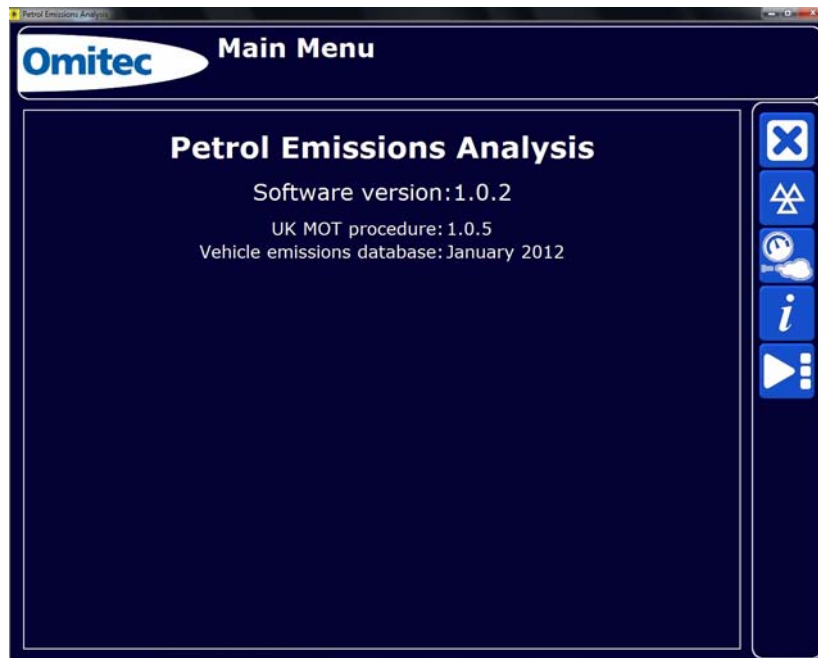 Petrol Emissions Analysis
Omitec
Main Menu
Petrol Emissions Analysis
Software version:1.0.2
UK MOT procedure: 1.0.5
Vehicle emissions database: January 2012
i